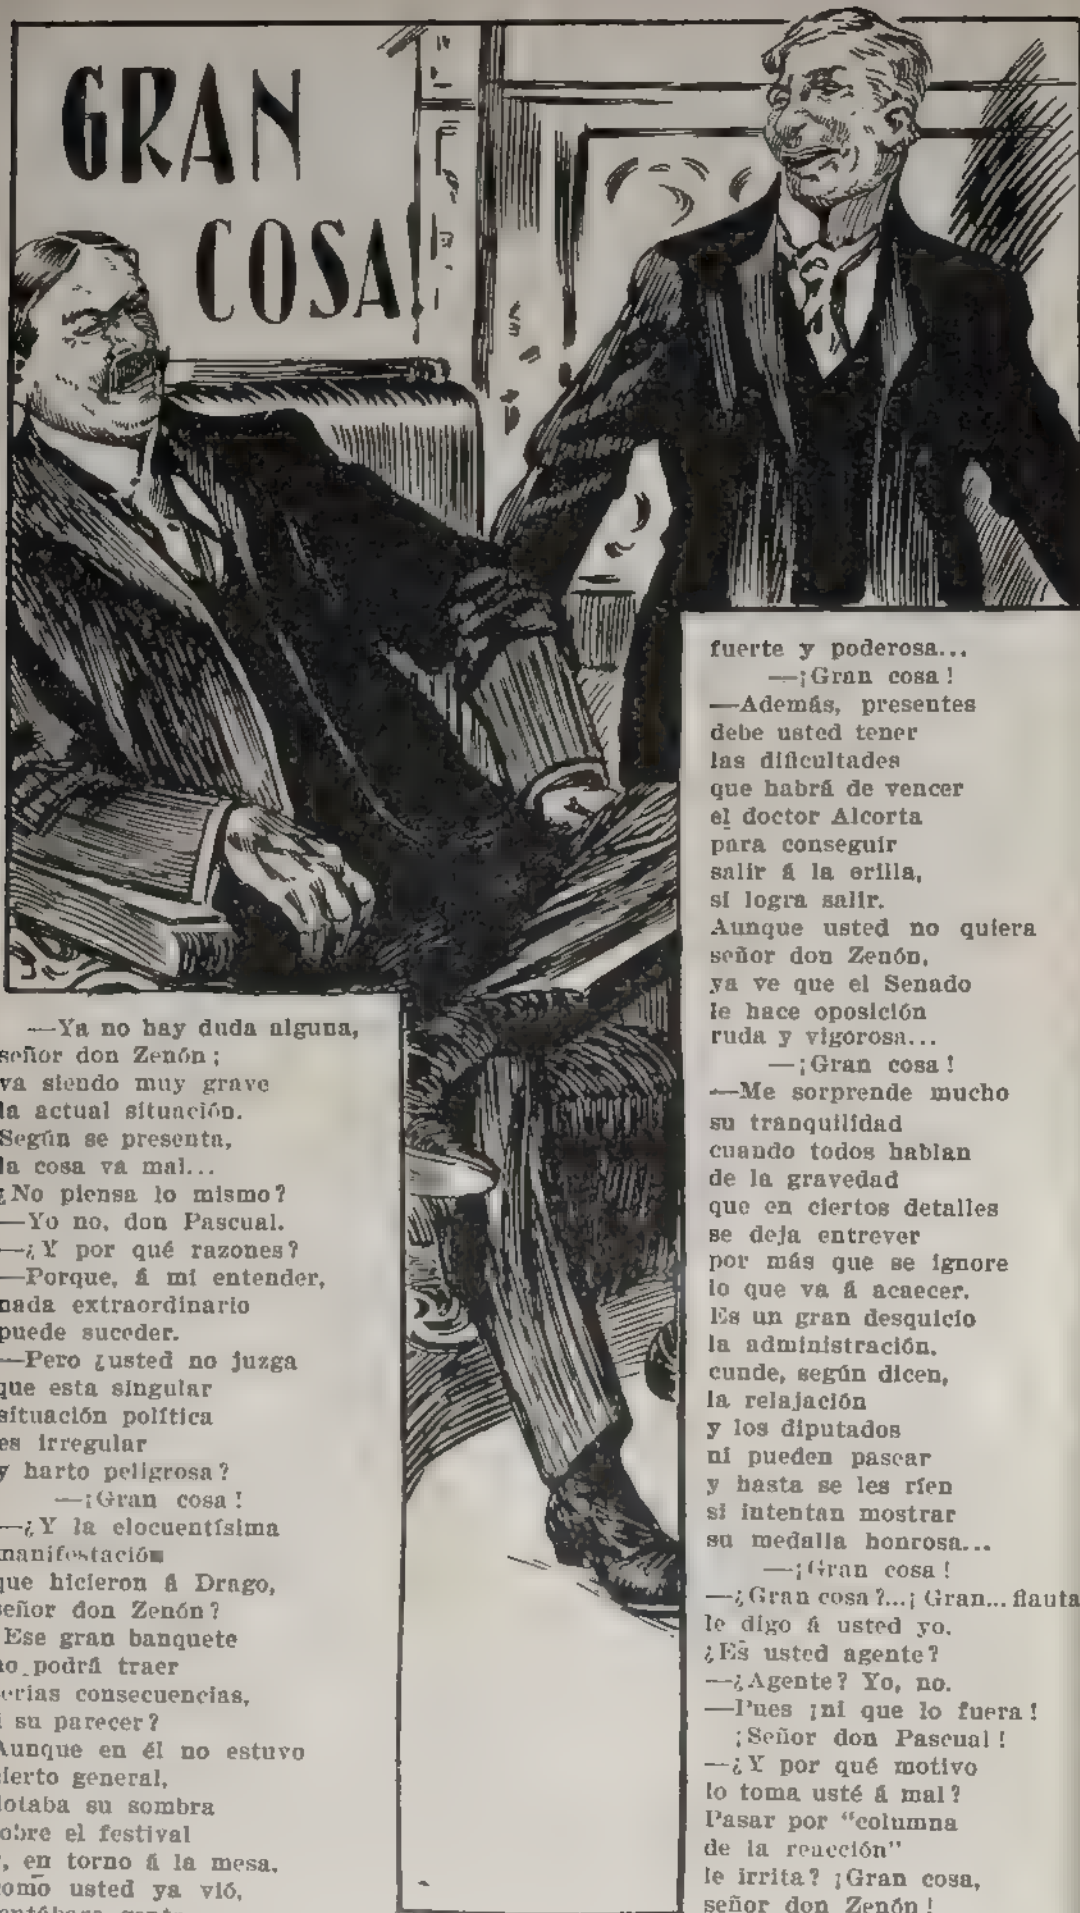 GRAN
COSA
—Ya no hay duda alguna,
señor don Zenón;
va siendo muy grave
la actual situación.
Según se presenta,
la cosa va mal...
¿No piensa lo mismo?
—Yo no, don Pascual.
—¿Y por qué razones?
—Porque, á mi entender,
nada extraordinario
puede suceder.
—Pero ¿usted no juzga
que esta singular
situación política
es irregular
y harto peligrosa?
—¡Gran cosa!
—¿Y la elocuentísima
manifestación
que hicieron á Drago,
señor don Zenón?
Ese gran banquete
no podrá traer
serias consecuencias,
á su parecer?
Aunque en él no estuvo
cierto general,
flotaba su sombra
sobre el festival
y, en torno á la mesa,
como usted ya vió,
fuerte y poderosa...
—¡Gran cosa!
—Además, presentes
debe usted tener
las dificultades
que habrá de vencer
el doctor Alcorta
para conseguir
salir á la orilla,
si logra salir.
Aunque usted no quiera
señor don Zenón,
ya ve que el Senado
le hace oposición
ruda y vigorosa...
—¡Gran cosa!
—Me sorprende mucho
su tranquilidad
cuando todos hablan
de la gravedad
que en ciertos detalles
se deja entrever
por más que se ignore
lo que va á acaecer.
Es un gran desquicio
la administración,
cunde, según dicen,
la relajación
y los diputados
ni pueden pasear
y hasta se les ríen
si intentan mostrar
su medalla honrosa...
—¡Gran cosa!
—¿Gran cosa?...¡Gran... flauta
le digo á usted yo.
¿Es usted agente?
—¿Agente? Yo, no.
—Pues ¡ni que lo fuera!
¡Señor don Pascual!
—¿Y por qué motivo
lo toma usté á mal?
Pasar por "columna
de la reacción"
le irrita? ¡Gran cosa,
señor don Zenón!